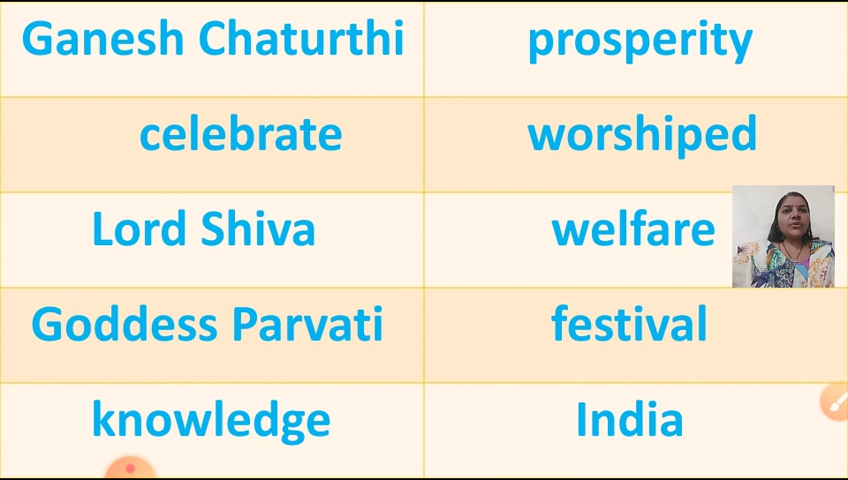 Ganesh Chaturthi prosperity
celebrate worshiped
Lord Shiva welfare
Goddess Parvati festival
knowledge India